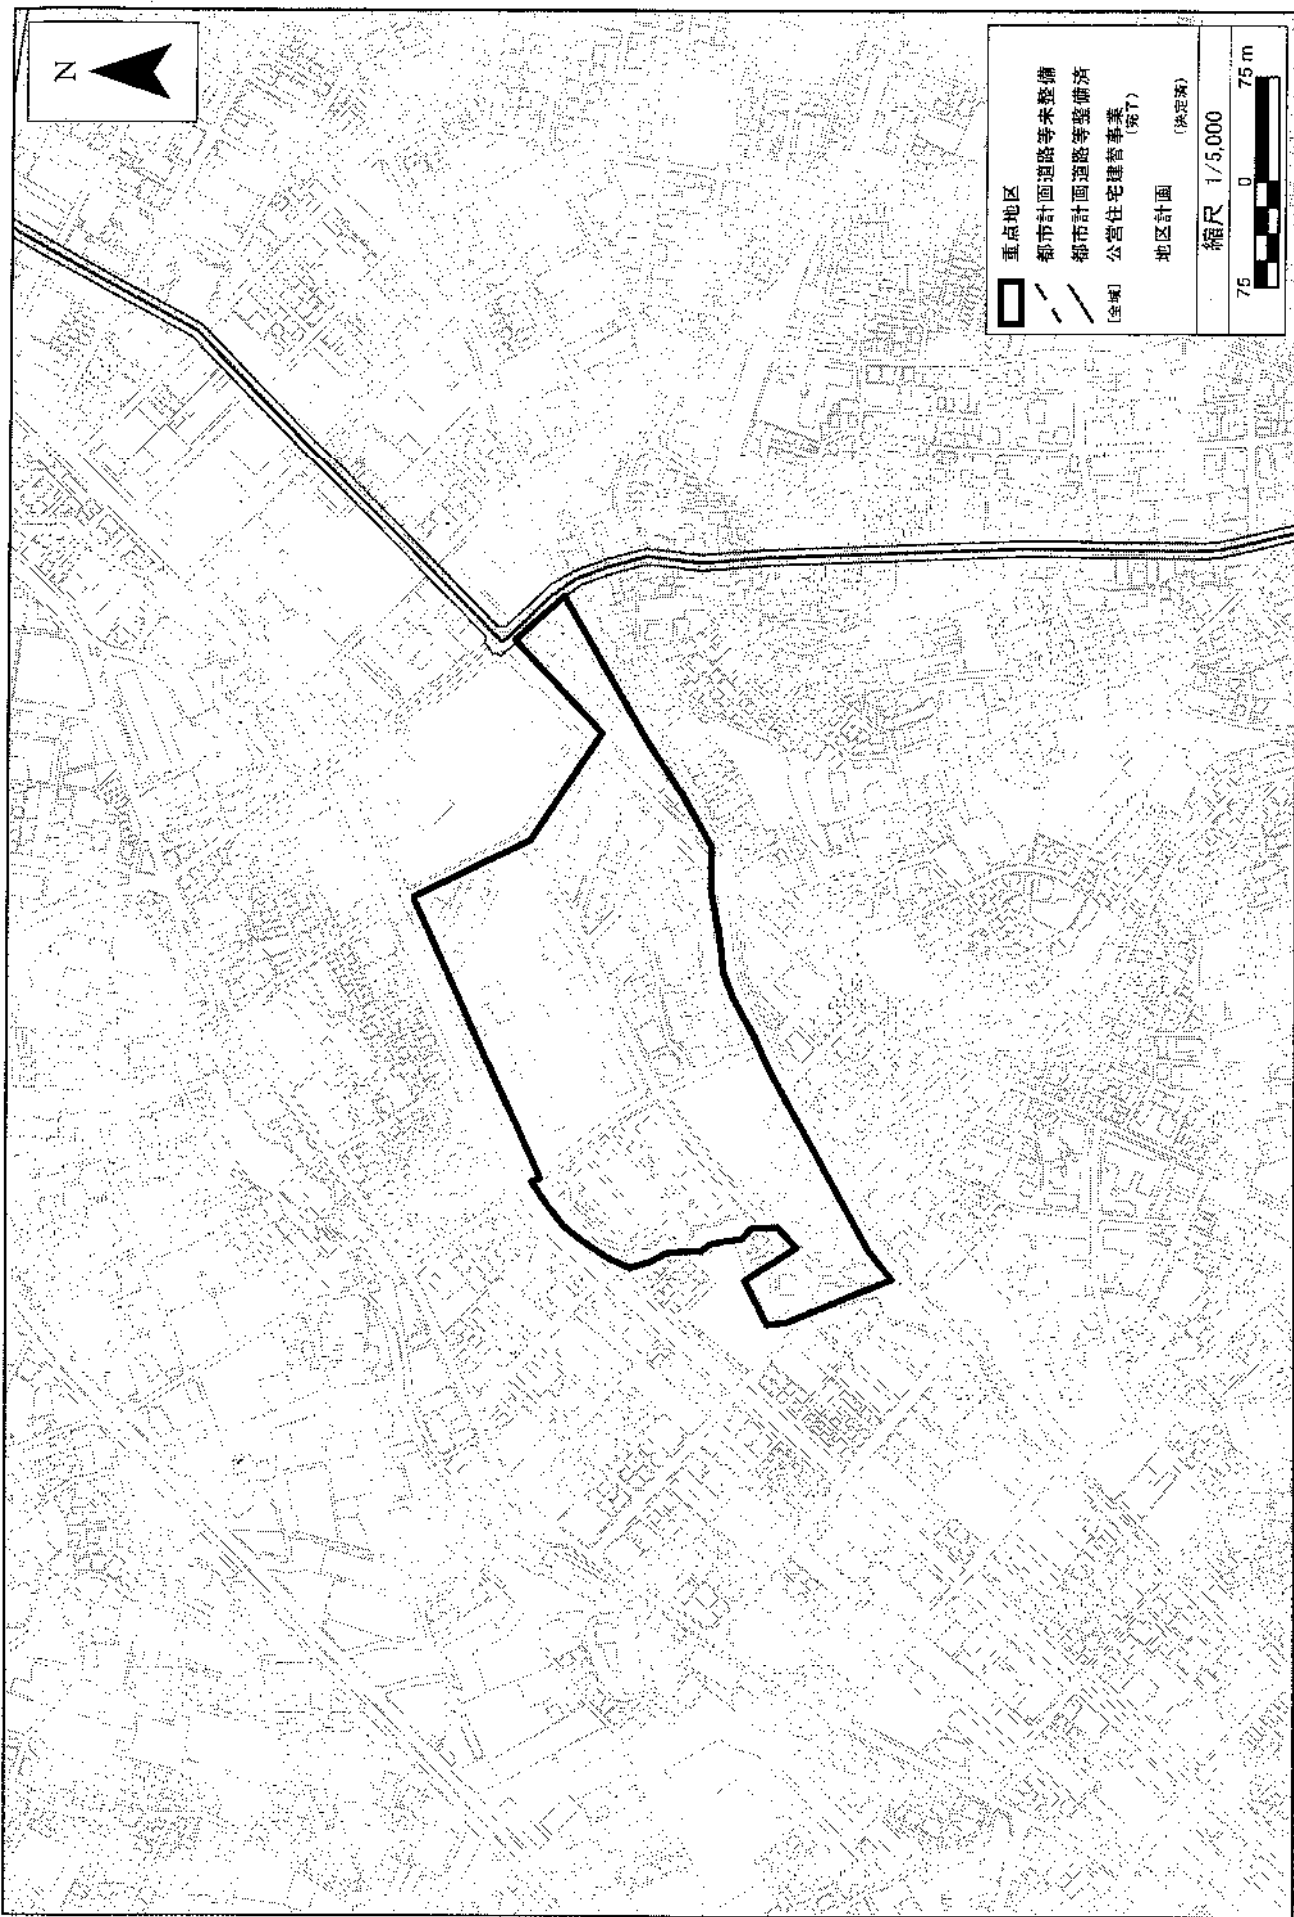 N
重点地区
都市計画道路等未整備
都市計画道路等整備済
[全域] 公営住宅建替事業
(完了)
地区計画
(決定済)
縮尺 1/5,000
75 0 75 m